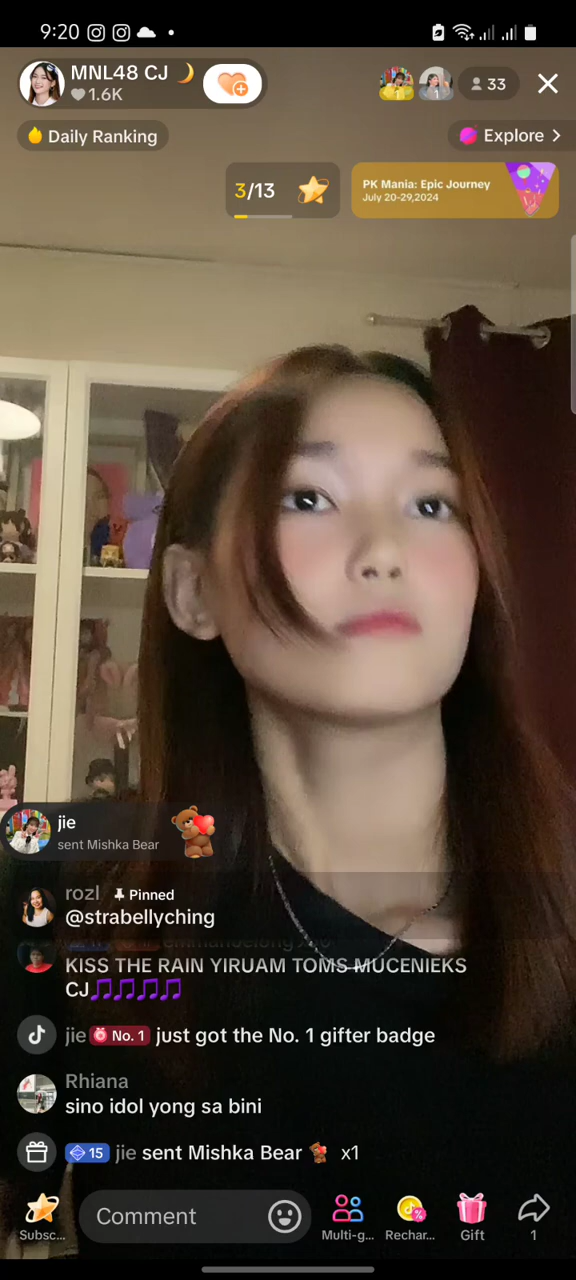 9:20
MNL48 CJ 🌙
1.6K
33
Daily Ranking
Explore >
3/13
PK Mania: Epic Journey
July 20-29,2024
1
1
jie
sent Mishka Bear
rozl Pinned
@strabellyching
KISS THE RAIN YIRUAM TOMS MUCENIEKS
CJ🎵🎵🎵🎵
jie No. 1 just got the No. 1 gifter badge
Rhiana
sino idol yong sa bini
15 jie sent Mishka Bear x1
Comment
Subsc...
Multi-g...
Rechar...
Gift
1